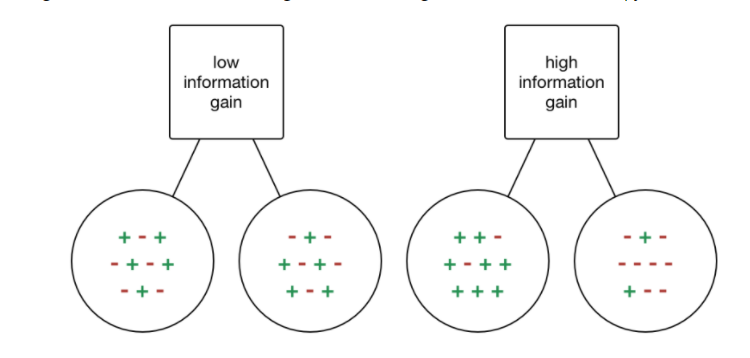 low
information
gain
high
information
gain
+ - +
- + - +
- + -
- + -
+ - + -
+ - +
+ + -
+ - + +
+ + +
- + -
- - - -
+ - -